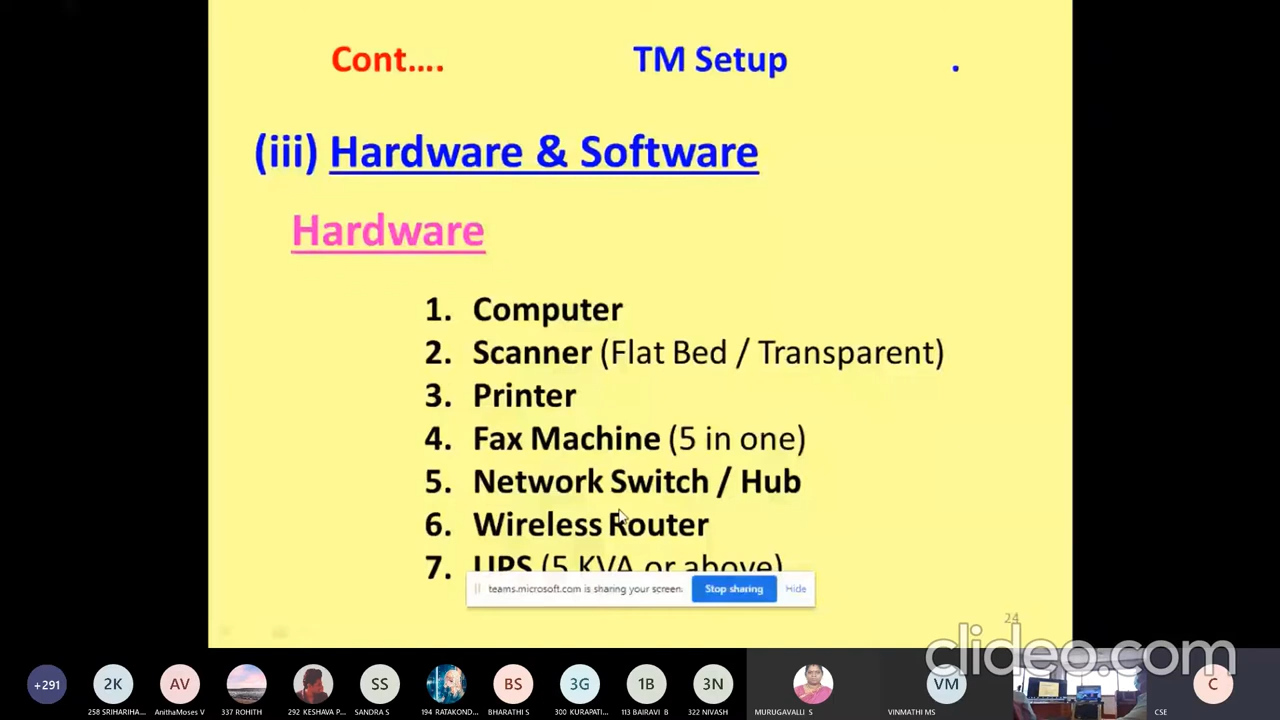 Cont…. TM Setup .
(iii) Hardware & Software
Hardware
1. Computer
2. Scanner (Flat Bed / Transparent)
3. Printer
4. Fax Machine (5 in one)
5. Network Switch / Hub
6. Wireless Router
7. UPS (5 KVA or above)
teams.microsoft.com is sharing your screen. Stop sharing Hide
24
clideo.com
+291 2K AV SS BS 3G 1B 3N VM C
258 SRIHARIHA... AnithaMoses V 337 ROHITH 292 KESHAVA P... SANDRA S 194 RATAKOND... BHARATHI S 300 KURAPATI... 113 BAIRAVI B 322 NIVASH MURUGAVALLI S VINMATHI MS CSE